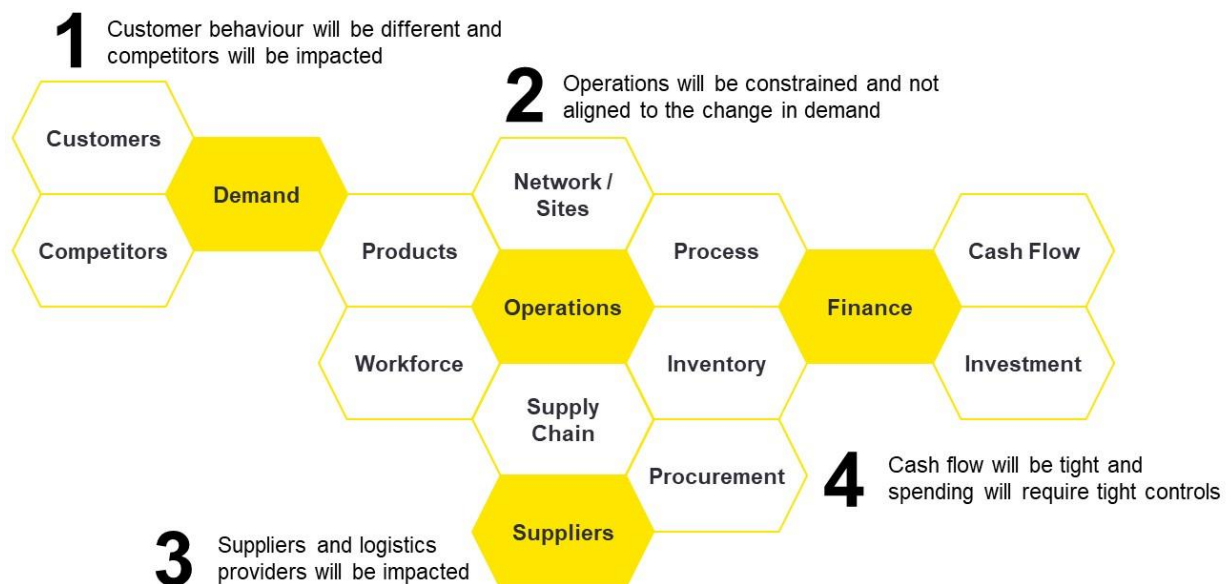 1
Customer behaviour will be different and
competitors will be impacted
2
Operations will be constrained and not
aligned to the change in demand
Customers
Demand
Competitors
Network /
Sites
Products
Process
Operations
Workforce
Inventory
Supply
Chain
Procurement
Suppliers
Finance
Cash Flow
Investment
3
Suppliers and logistics
providers will be impacted
4
Cash flow will be tight and
spending will require tight controls